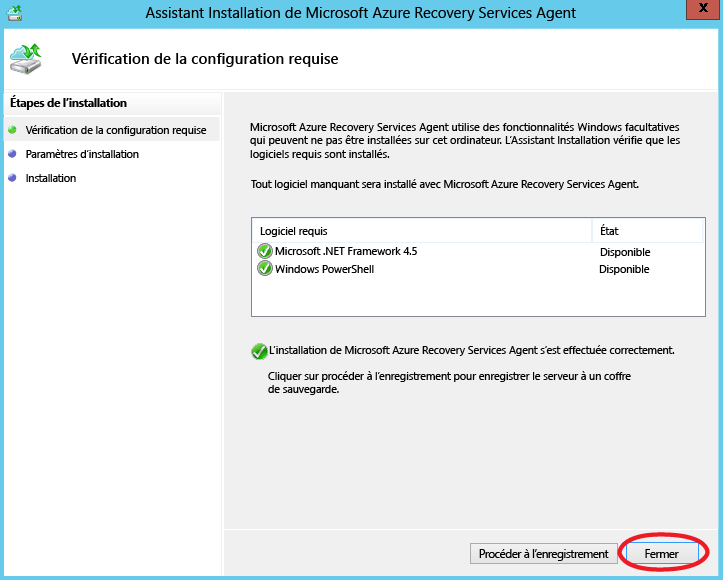 Assistant Installation de Microsoft Azure Recovery Services Agent
X
Vérification de la configuration requise
Étapes de l'installation
Vérification de la configuration requise
Paramètres d'installation
Installation
Microsoft Azure Recovery Services Agent utilise des fonctionnalités Windows facultatives
qui peuvent ne pas être installées sur cet ordinateur. L'Assistant Installation vérifie que les
logiciels requis sont installés.
Tout logiciel manquant sera installé avec Microsoft Azure Recovery Services Agent.
Logiciel requis État
Microsoft .NET Framework 4.5 Disponible
Windows PowerShell Disponible
L'installation de Microsoft Azure Recovery Services Agent s'est effectuée correctement.
Cliquer sur procéder à l'enregistrement pour enregistrer le serveur à un coffre
de sauvegarde.
Procéder à l'enregistrement Fermer